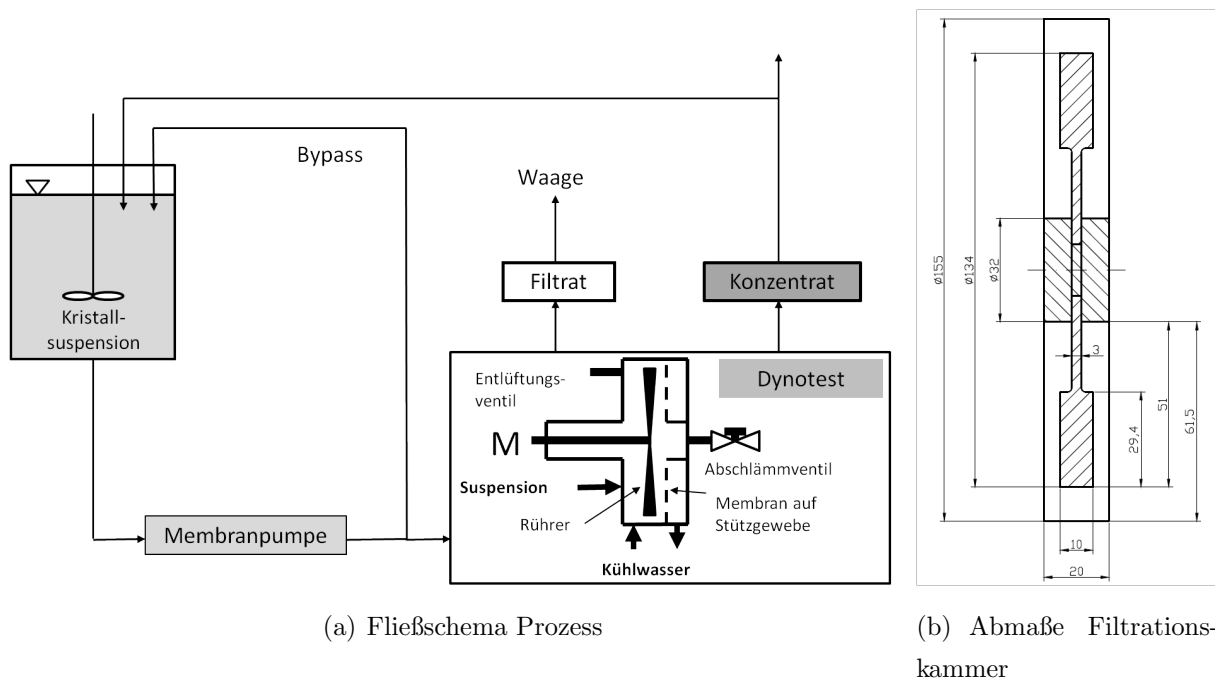 Bypass
Waage
Filtrat
Konzentrat
Kristall-
suspension
Entlüftungs-
ventil
Dynotest
M
Abschlämmventil
Suspension
Rührer
Membran auf
Stützgewebe
Membranpumpe
Kühlwasser
(a) Fließschema Prozess
ø155
ø134
ø32
3
29,4
51
61,5
10
20
(b) Abmaße Filtrations-
kammer